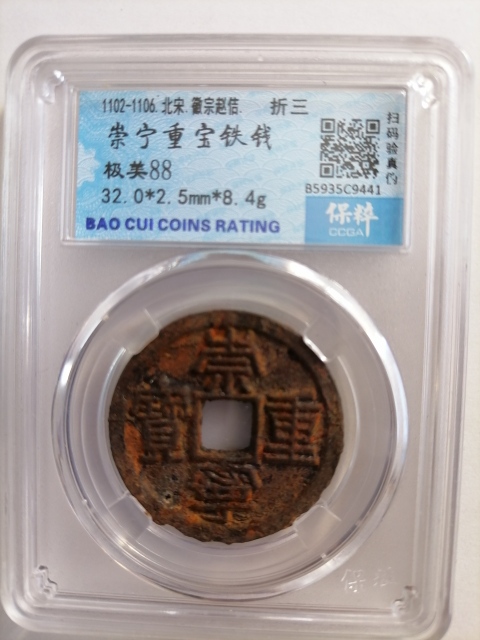 1102-1106.北宋.徽宗赵佶. 折三
崇宁重宝铁钱
极美88
32.0*2.5mm*8.4g
BAO CUI COINS RATING
扫码验真伪
B5935C9441
保粹
CCGA
崇
寶 重
寧
保粹